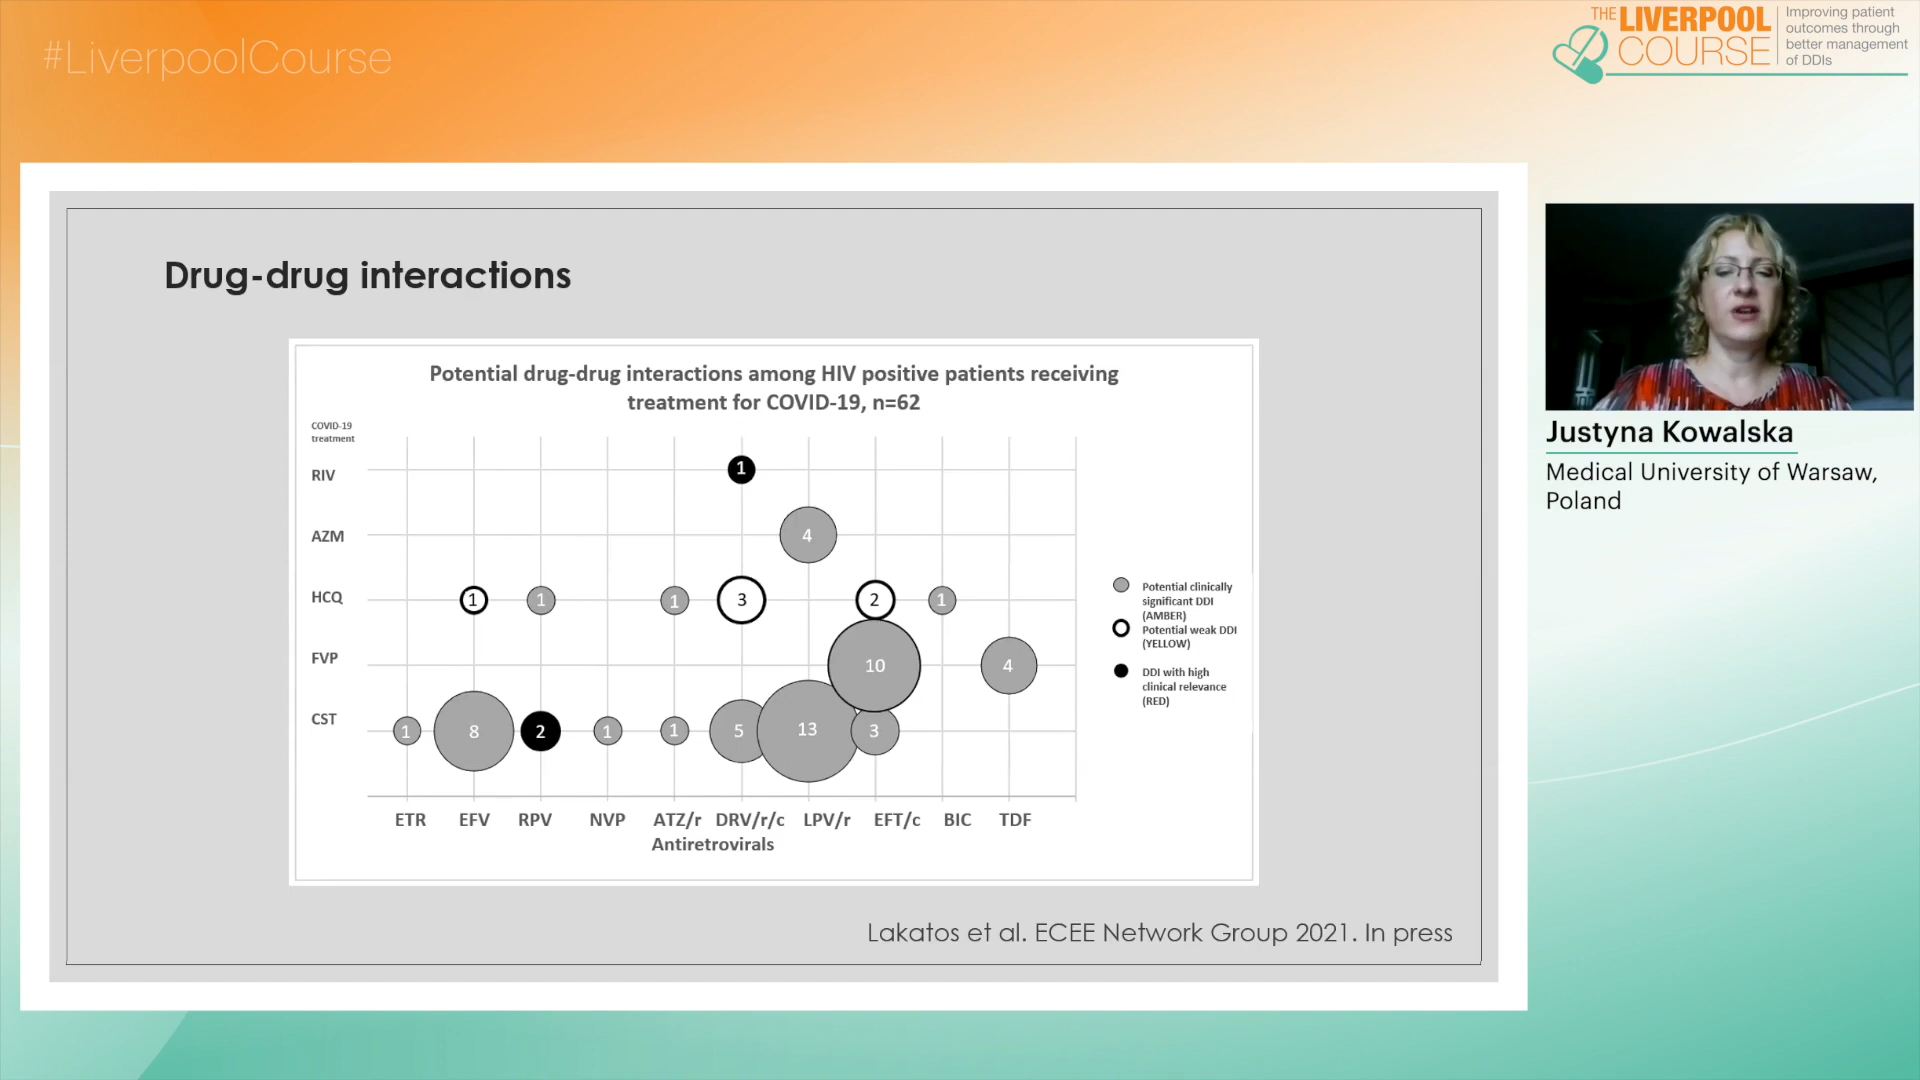 #LiverpoolCourse
THE LIVERPOOL
COURSE
Improving patient
outcomes through
better management
of DDIs
Drug-drug interactions
Potential drug-drug interactions among HIV positive patients receiving
treatment for COVID-19, n=62
COVID-19
treatment
RIV
1
AZM
4
HCQ
1
1
1
3
2
1
FVP
10
4
CST
1
8
2
1
1
5
13
3
ETR EFV RPV NVP ATZ/r DRV/r/c LPV/r EFT/c BIC TDF
Antiretrovirals
Potential clinically
significant DDI
(AMBER)
Potential weak DDI
(YELLOW)
DDI with high
clinical relevance
(RED)
Lakatos et al. ECEE Network Group 2021. In press
Justyna Kowalska
Medical University of Warsaw,
Poland